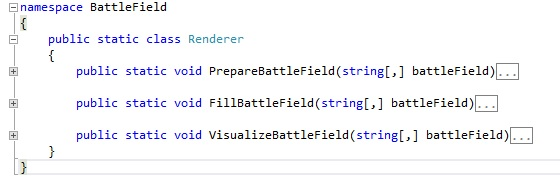 namespace BattleField
{
    public static class Renderer
    {
        public static void PrepareBattleField(string[,] battleField)...
        public static void FillBattleField(string[,] battleField)...
        public static void VisualizeBattleField(string[,] battleField)...
    }
}